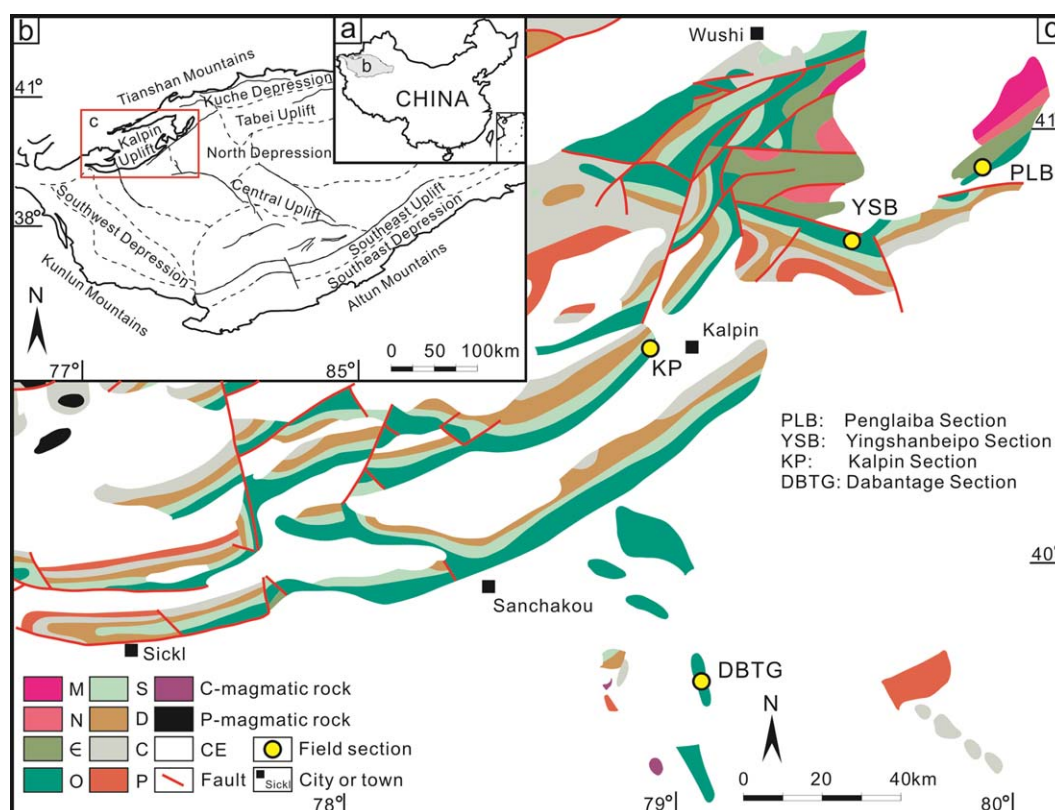 b
a
c
Tianshan Mountains
41°
Kuche Depression
Tabei Uplift
c
Kalpin
Uplift
North Depression
38°
Southwest Depression
Central Uplift
Southeast Uplift
Southeast Depression
Kunlun Mountains
Altun Mountains
N
0 50 100km
77°
85°
b
CHINA
Wushi
41°
PLB
YSB
Kalpin
KP
PLB: Penglaiba Section
YSB: Yingshanbeipo Section
KP: Kalpin Section
DBTG: Dabantage Section
40°
Sanchakou
Sickl
DBTG
N
M S C-magmatic rock
N D P-magmatic rock
Є C CE Field section
O P Fault Sickl City or town
0 20 40km
78°
79°
80°